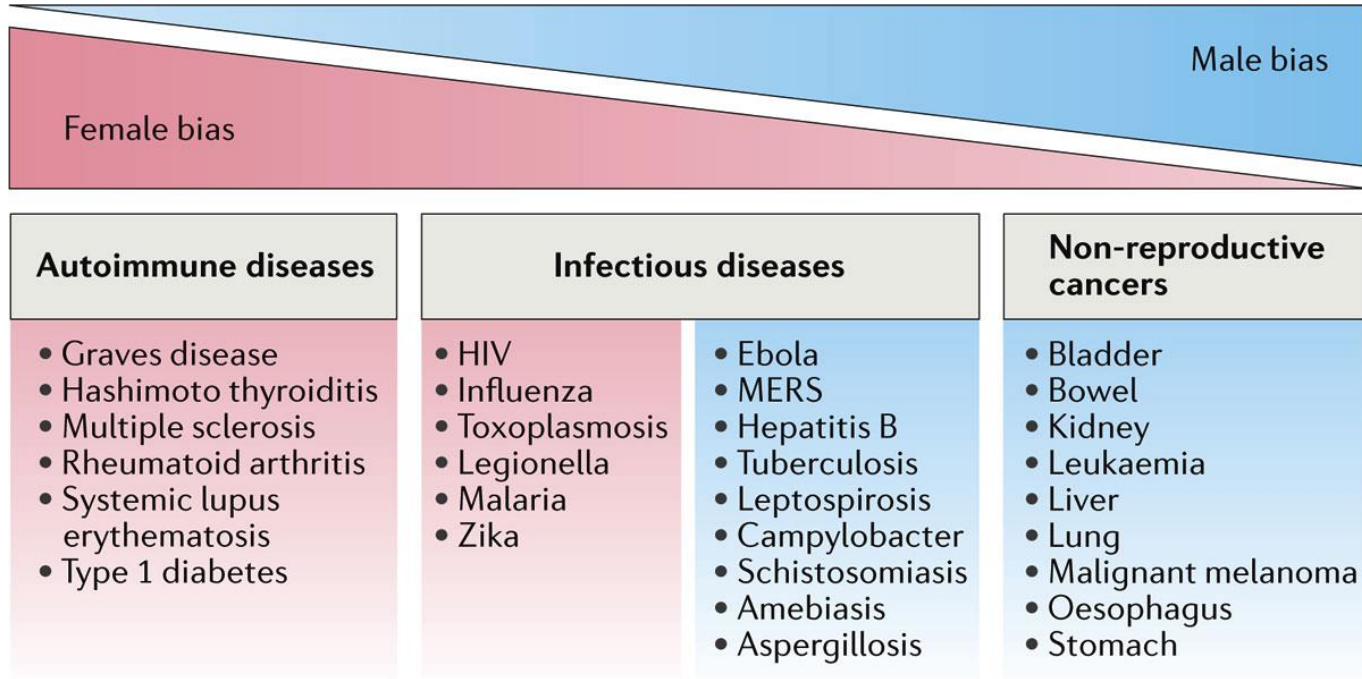 Male bias
Female bias
Autoimmune diseases
• Graves disease
• Hashimoto thyroiditis
• Multiple sclerosis
• Rheumatoid arthritis
• Systemic lupus
erythematosis
• Type 1 diabetes
Infectious diseases
• HIV
• Influenza
• Toxoplasmosis
• Legionella
• Malaria
• Zika
• Ebola
• MERS
• Hepatitis B
• Tuberculosis
• Leptospirosis
• Campylobacter
• Schistosomiasis
• Amebiasis
• Aspergillosis
Non-reproductive
cancers
• Bladder
• Bowel
• Kidney
• Leukaemia
• Liver
• Lung
• Malignant melanoma
• Oesophagus
• Stomach